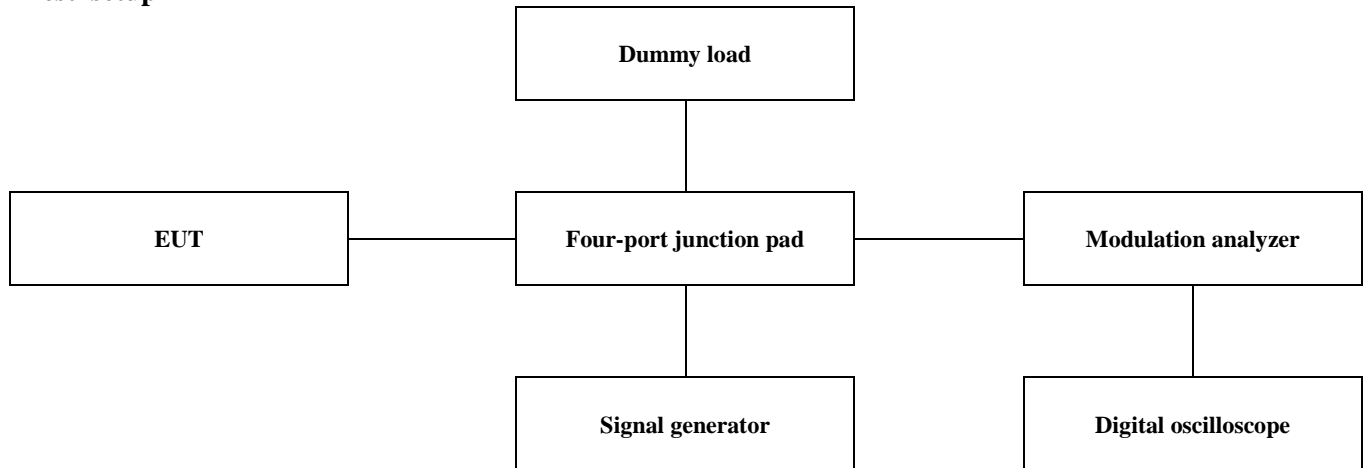 Dummy load
EUT
Four-port junction pad
Modulation analyzer
Signal generator
Digital oscilloscope